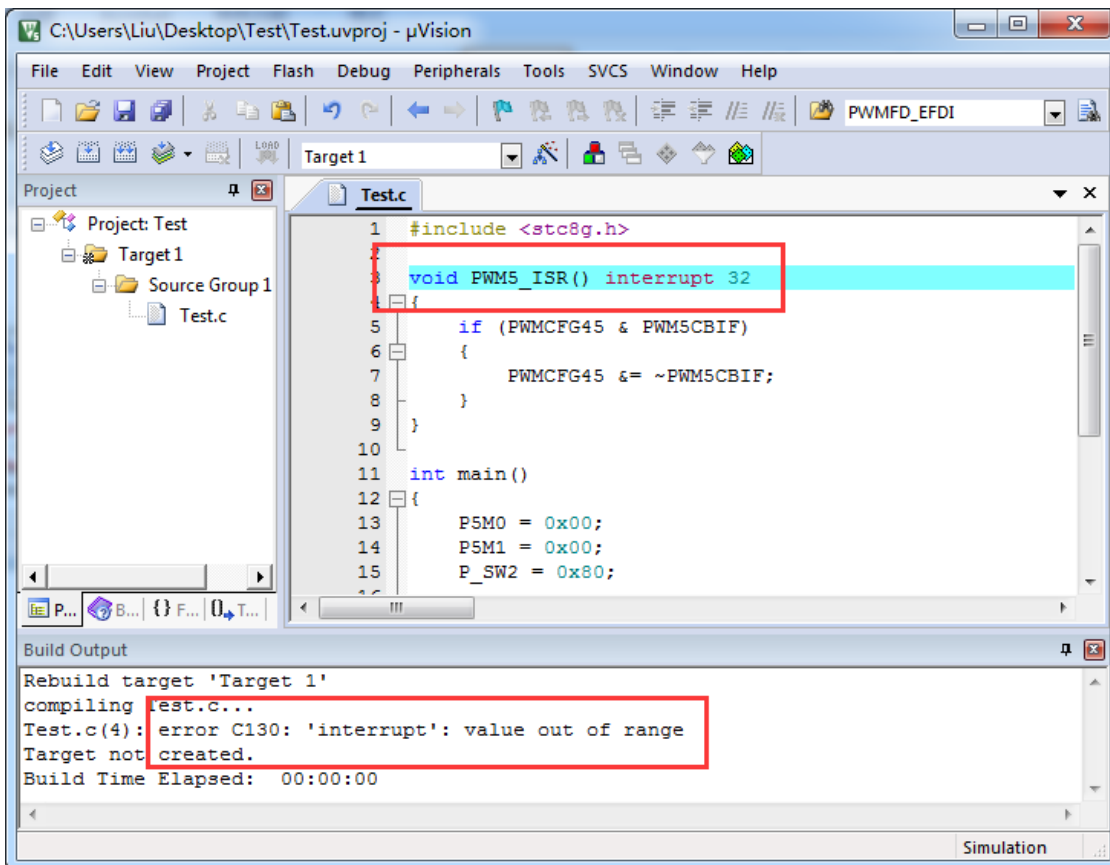 C:\Users\Liu\Desktop\Test\Test.uvproj - µVision
File Edit View Project Flash Debug Peripherals Tools SVCS Window Help
PWMFD_EFDI
LOAD
Target 1
Project
Project: Test
Target 1
Source Group 1
Test.c
P... B... {} F... 0 T...
Test.c
1 #include <stc8g.h>
2
3 void PWM5_ISR() interrupt 32
4 {
5 if (PWMCFG45 & PWM5CBIF)
6 {
7 PWMCFG45 &= ~PWM5CBIF;
8 }
9 }
10
11 int main()
12 {
13 P5M0 = 0x00;
14 P5M1 = 0x00;
15 P_SW2 = 0x80;
16
Build Output
Rebuild target 'Target 1'
compiling Test.c...
Test.c(4): error C130: 'interrupt': value out of range
Target not created.
Build Time Elapsed: 00:00:00
Simulation